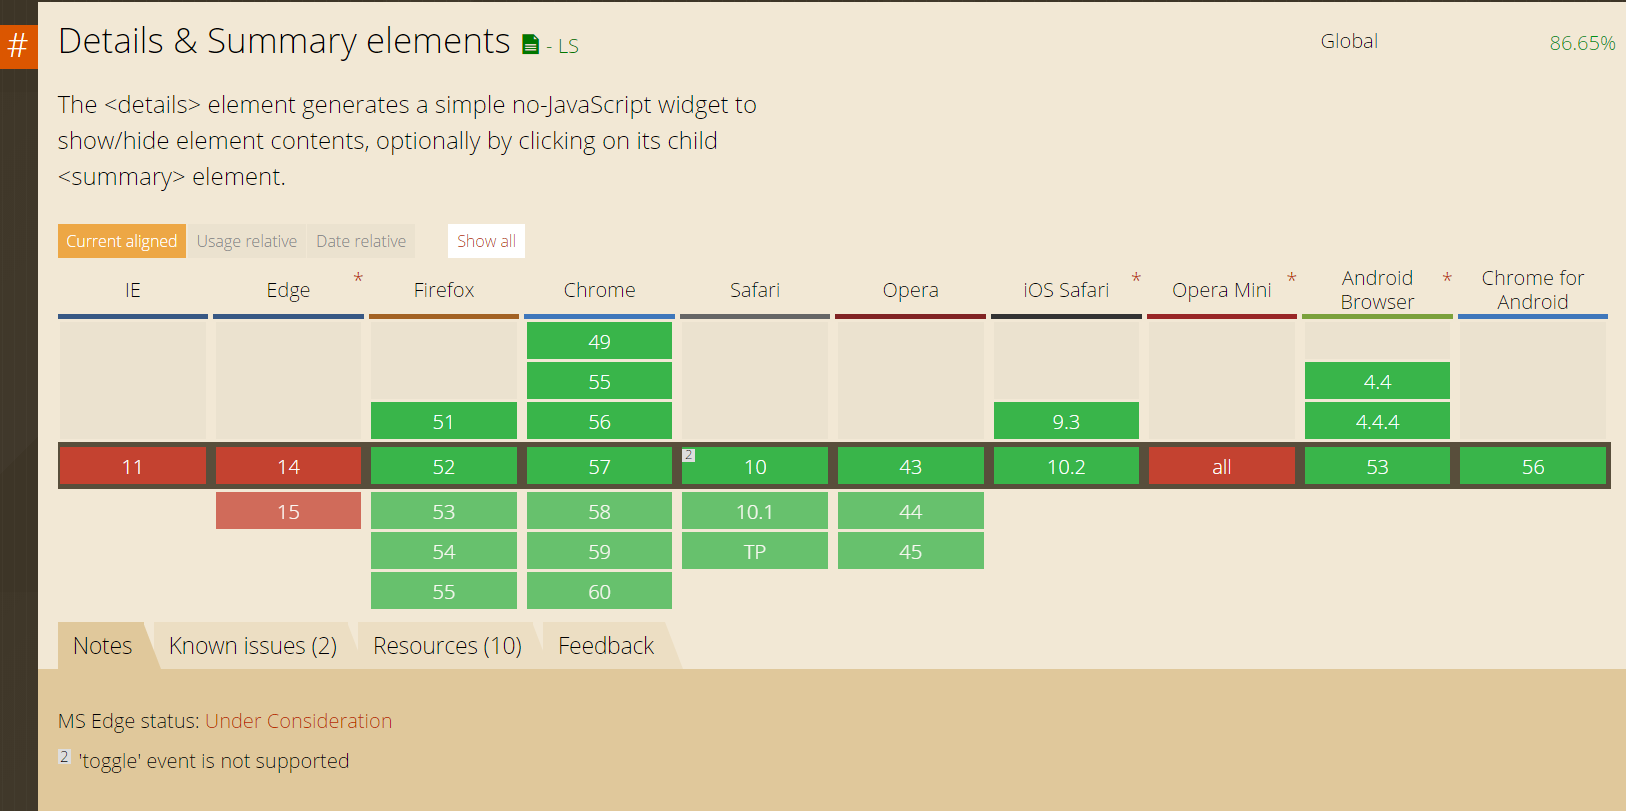 #
Details & Summary elements - LS
Global 86.65%
The <details> element generates a simple no-JavaScript widget to
show/hide element contents, optionally by clicking on its child
<summary> element.
Current aligned Usage relative Date relative Show all
IE Edge * Firefox Chrome Safari Opera iOS Safari * Opera Mini * Android Browser * Chrome for Android
49
55 4.4
51 56 9.3 4.4.4
11 14 52 57 2 10 43 10.2 all 53 56
15 53 58 10.1 44
54 59 TP 45
55 60
Notes Known issues (2) Resources (10) Feedback
MS Edge status: Under Consideration
2 'toggle' event is not supported